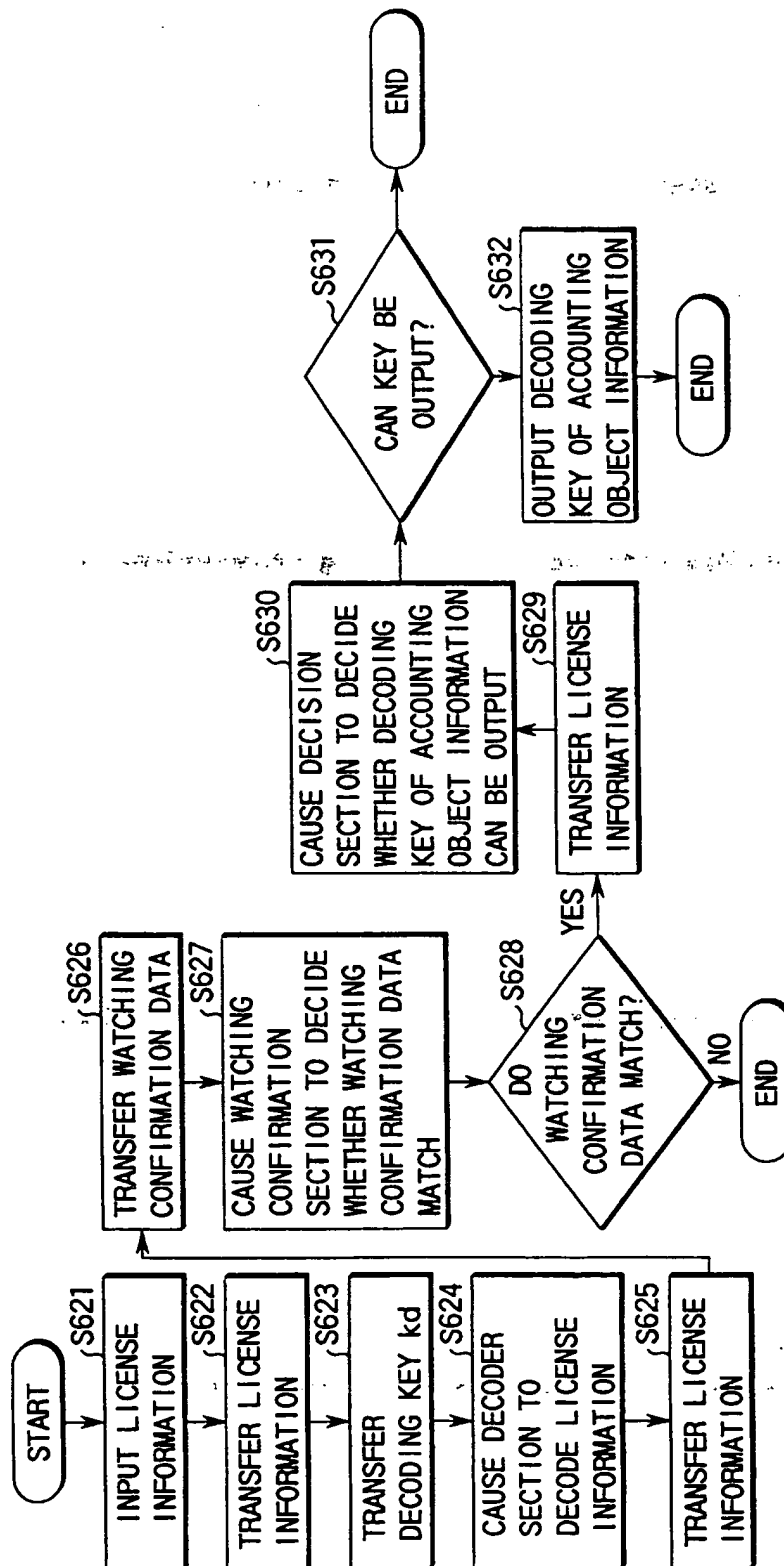 START
S621
INPUT LICENSE
INFORMATION
S622
TRANSFER LICENSE
INFORMATION
S623
TRANSFER
DECODING KEY kd
S624
CAUSE DECODER
SECTION TO
DECODE LICENSE
INFORMATION
S625
TRANSFER LICENSE
INFORMATION
S626
TRANSFER WATCHING
CONFIRMATION DATA
S627
CAUSE WATCHING
CONFIRMATION
SECTION TO DECIDE
WHETHER WATCHING
CONFIRMATION DATA
MATCH
S628
DO
WATCHING
CONFIRMATION
DATA MATCH?
YES
NO
END
S629
TRANSFER LICENSE
INFORMATION
S630
CAUSE DECISION
SECTION TO DECIDE
WHETHER DECODING
KEY OF ACCOUNTING
OBJECT INFORMATION
CAN BE OUTPUT
S631
CAN KEY BE
OUTPUT?
END
S632
OUTPUT DECODING
KEY OF ACCOUNTING
OBJECT INFORMATION
END